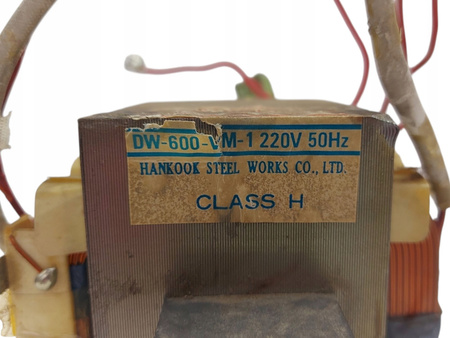 DW-600-VM-1 220V 50Hz
HANKOOK STEEL WORKS CO., LTD.
CLASS H